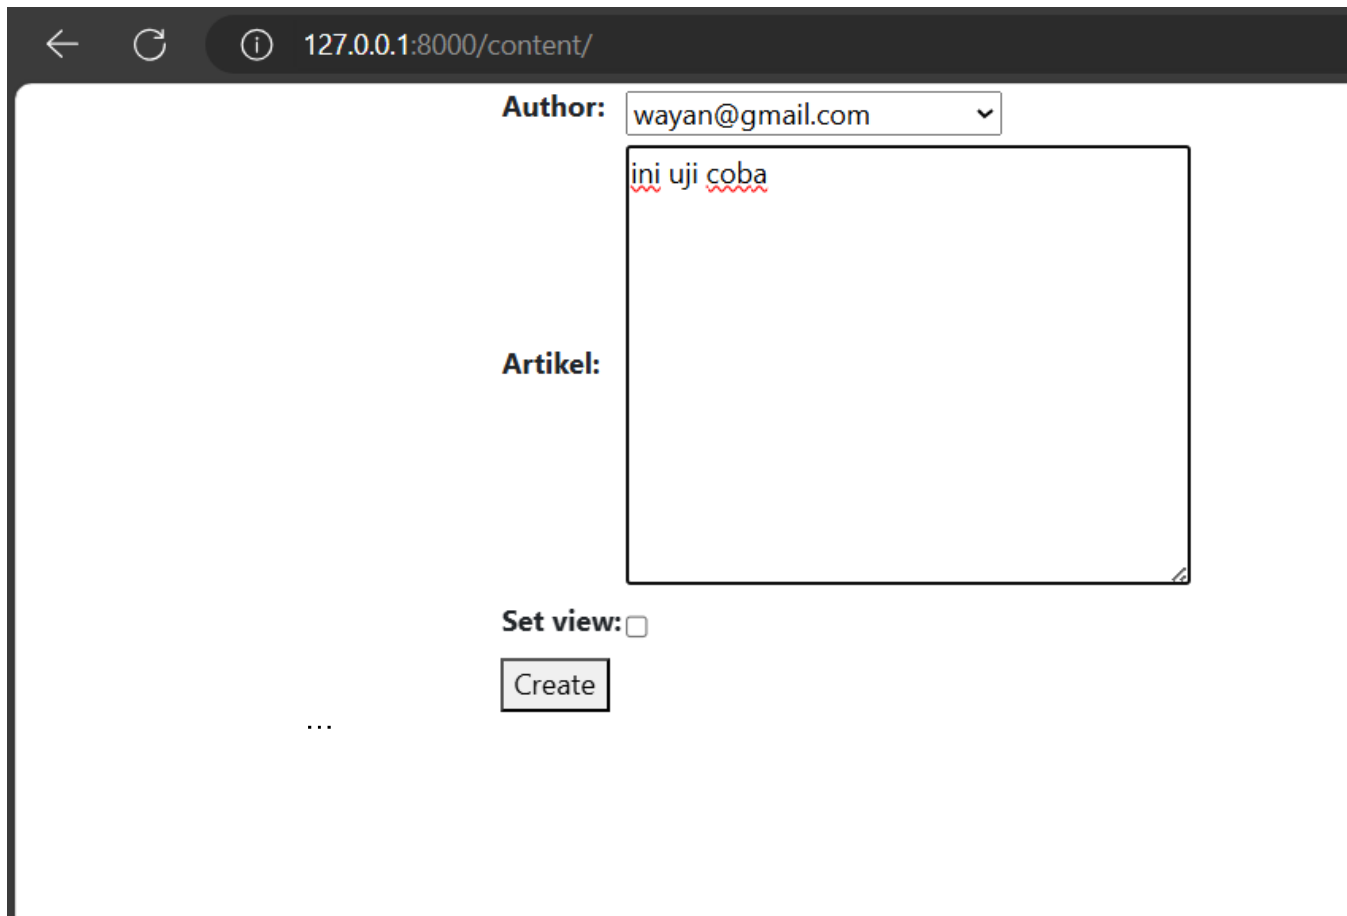 127.0.0.1:8000/content/
Author: wayan@gmail.com
ini uji coba
Artikel:
Set view:
Create
...